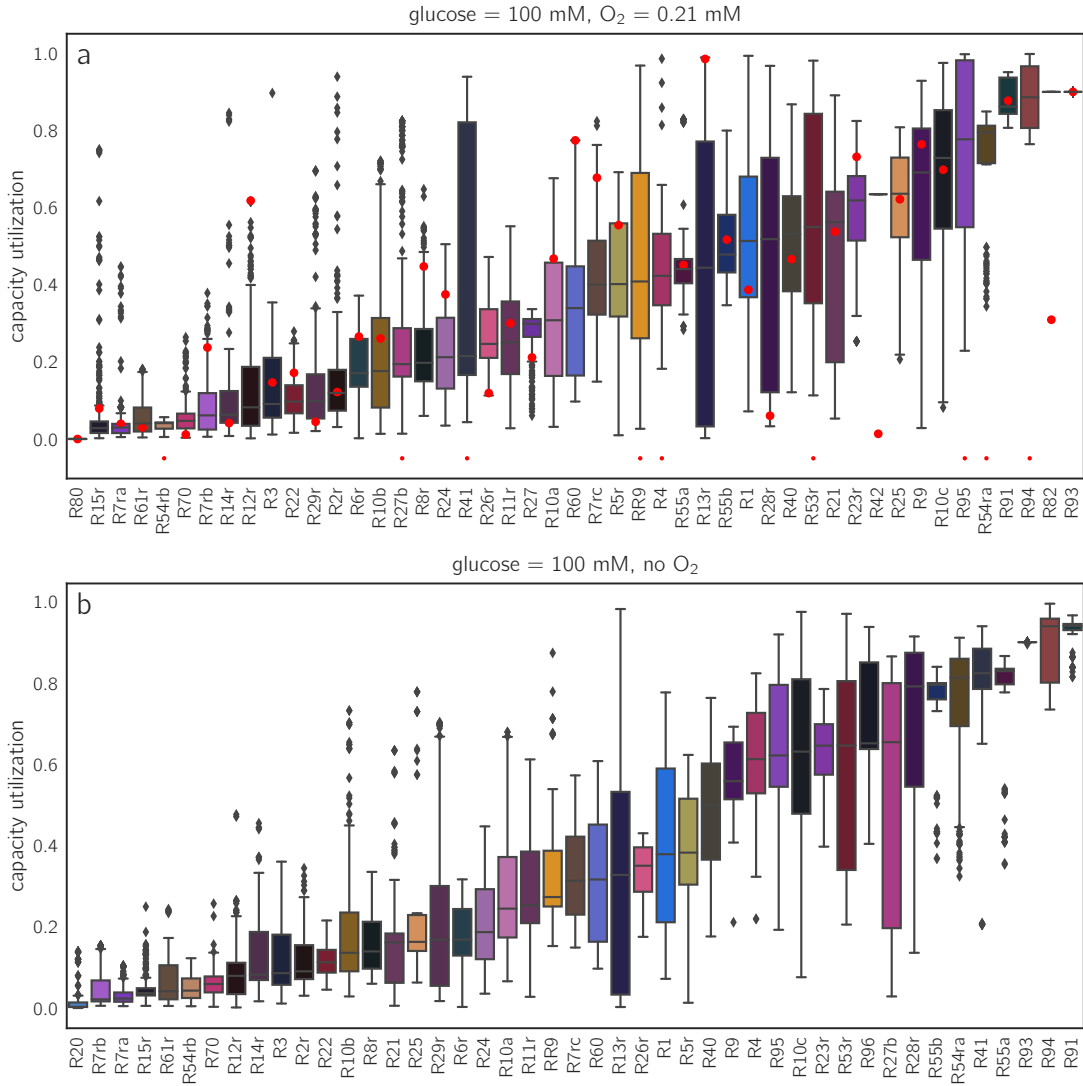 glucose = 100 mM, O2 = 0.21 mM
a
capacity utilization
1.0
0.8
0.6
0.4
0.2
0.0
R80 R15r R7ra R61r R54rb R70 R7rb R14r R12r R3 R22 R29r R2r R6r R10b R27b R8r R24 R41 R26r R11r R27 R10a R60 R7rc R5r RR9 R4 R55a R13r R55b R1 R28r R40 R53r R21 R23r R42 R25 R9 R10c R95 R54ra R91 R94 R82 R93
glucose = 100 mM, no O2
b
capacity utilization
1.0
0.8
0.6
0.4
0.2
0.0
R20 R7rb R7ra R15r R61r R54rb R70 R12r R14r R3 R2r R22 R10b R8r R21 R25 R29r R6r R24 R10a R11r RR9 R7rc R60 R13r R26r R1 R5r R40 R9 R4 R95 R10c R23r R53r R96 R27b R28r R55b R54ra R41 R55a R93 R94 R91